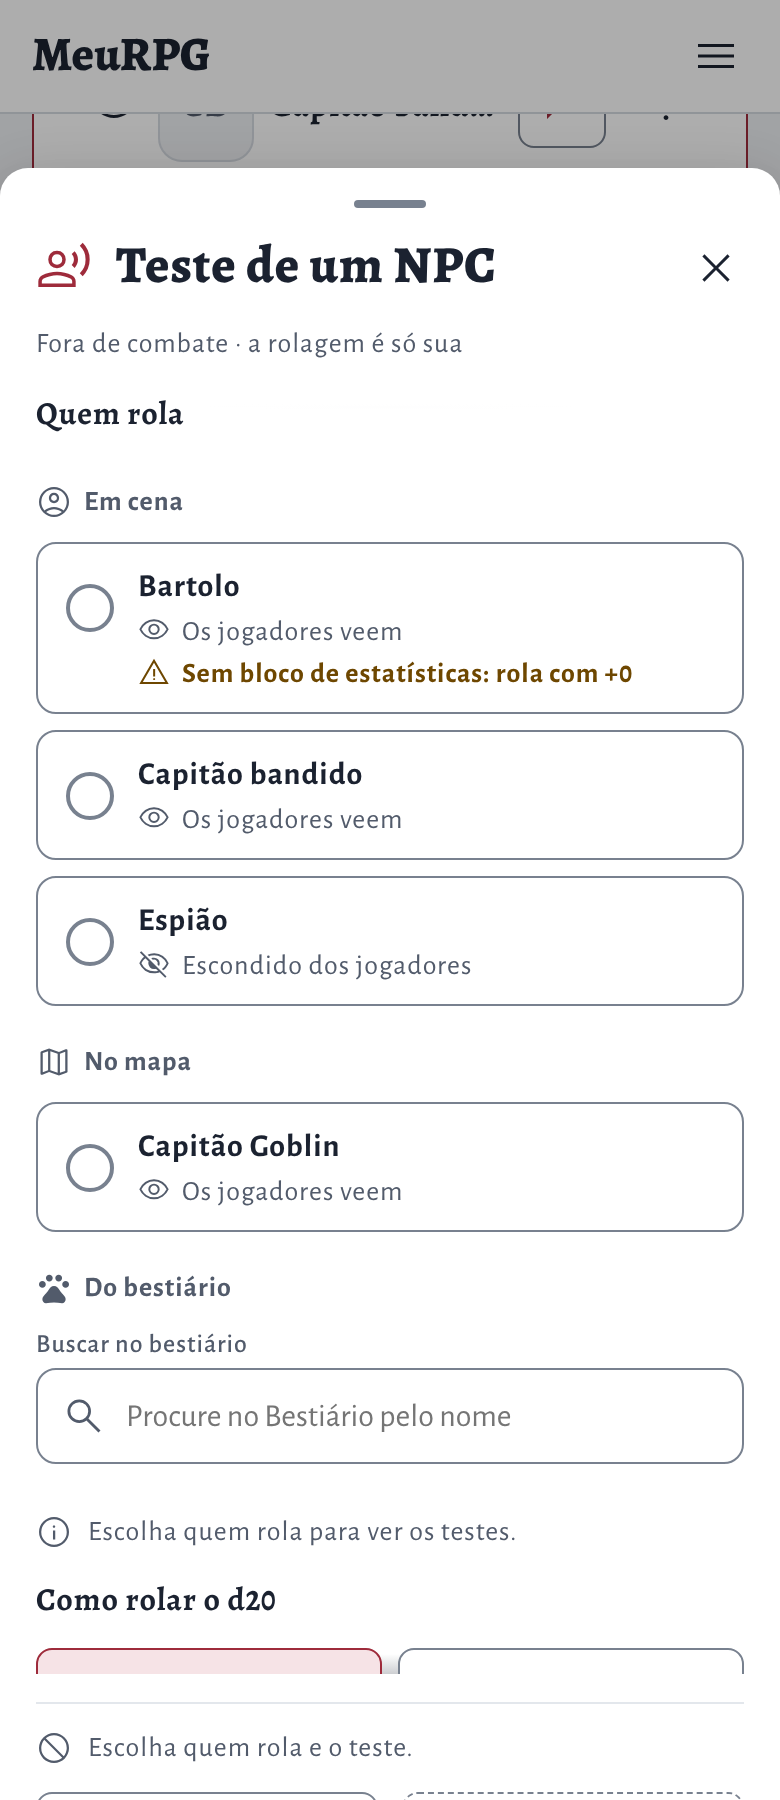 MeuRPG
Teste de um NPC
Fora de combate · a rolagem é só sua
Quem rola
Em cena
Bartolo
Os jogadores veem
Sem bloco de estatísticas: rola com +0
Capitão bandido
Os jogadores veem
Espião
Escondido dos jogadores
No mapa
Capitão Goblin
Os jogadores veem
Do bestiário
Buscar no bestiário
Procure no Bestiário pelo nome
Escolha quem rola para ver os testes.
Como rolar o d20
Escolha quem rola e o teste.